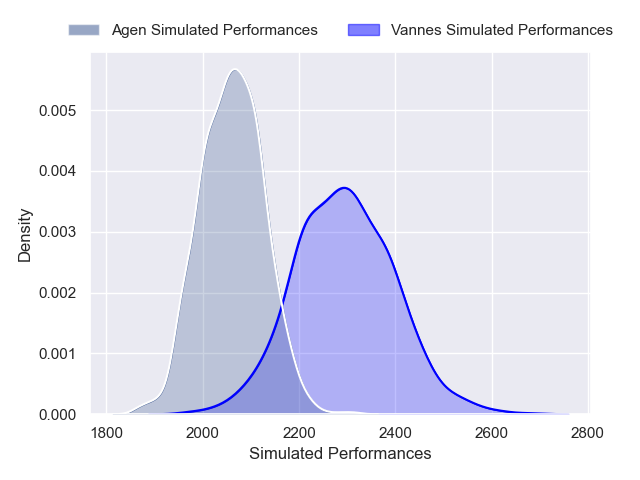 Agen Simulated Performances
Vannes Simulated Performances
Density
0.005
0.004
0.003
0.002
0.001
0.000
1800 2000 2200 2400 2600 2800
Simulated Performances